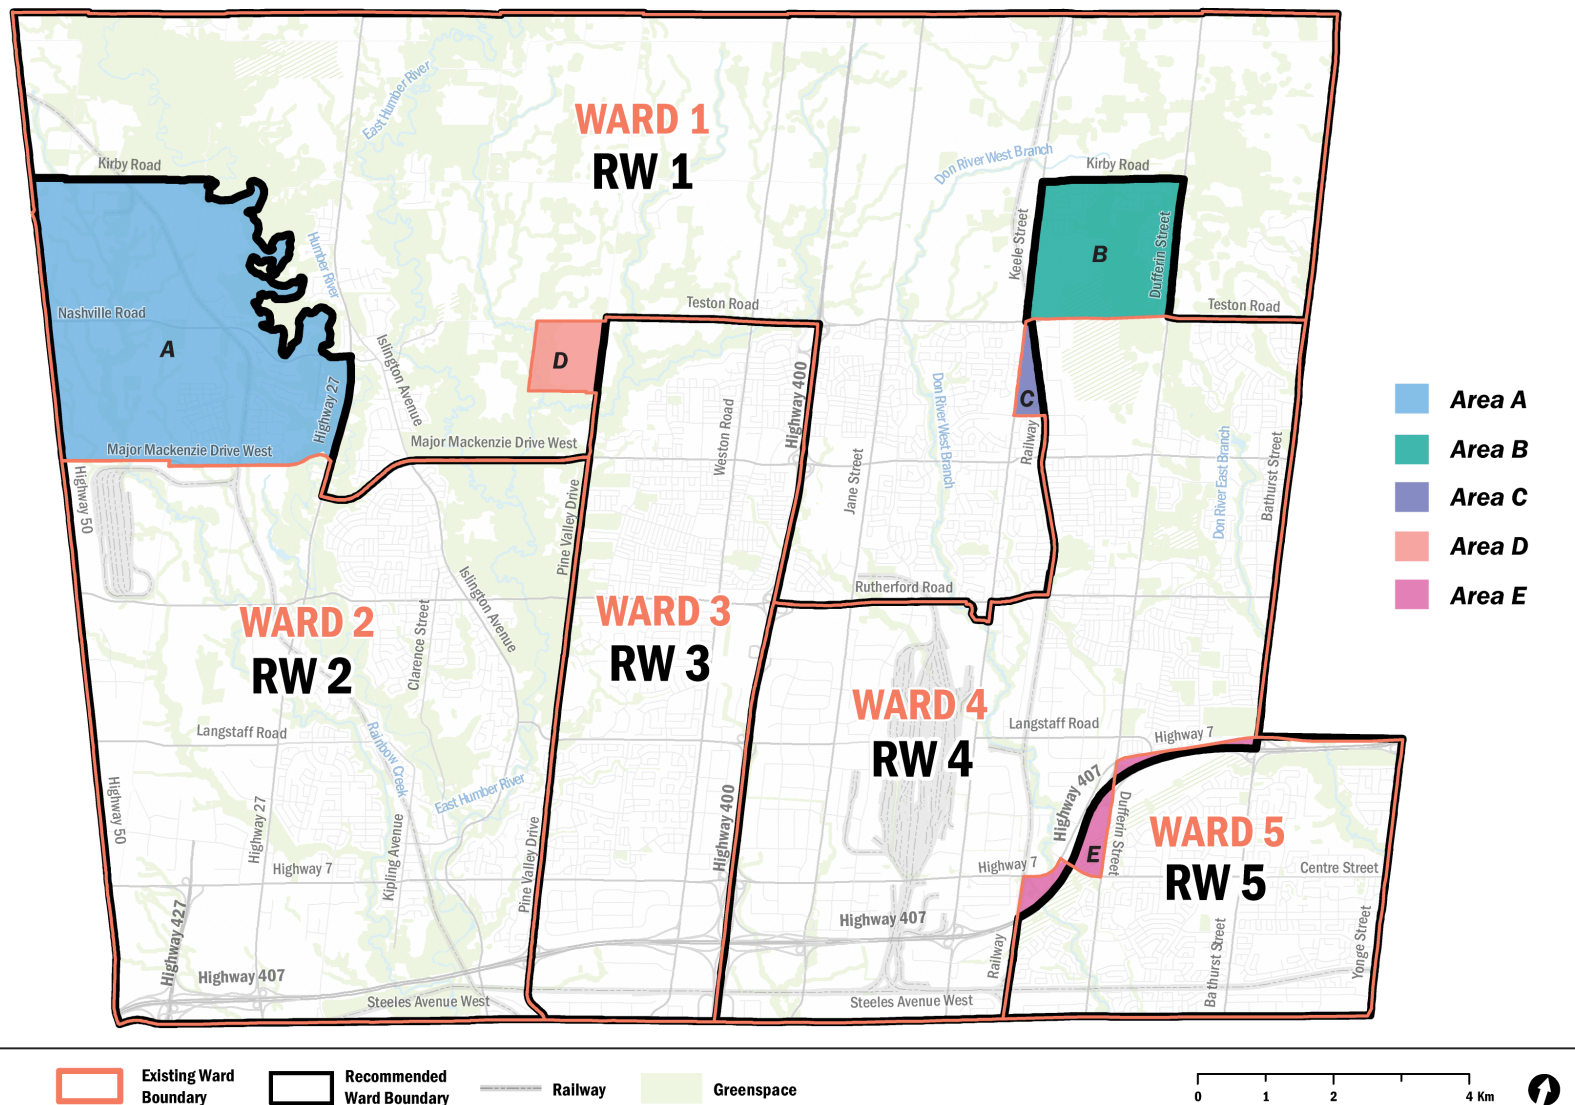 East Humber River
WARD 1
RW 1
Don River West Branch
Kirby Road
Kirby Road
Keele Street
B
Dufferin Street
Humber River
Nashville Road
A
Teston Road
Teston Road
Islington Avenue
D
Highway 400
C
Area A
Area B
Area C
Area D
Area E
Highway 27
Major Mackenzie Drive West
Major Mackenzie Drive West
Weston Road
Don River West Branch
Railway
Jane Street
Don River East Branch
Bathurst Street
Highway 50
Pine Valley Drive
Islington Avenue
Clarence Street
Rutherford Road
WARD 2
RW 2
WARD 3
RW 3
WARD 4
RW 4
Langstaff Road
Langstaff Road
Highway 7
Rainbow Creek
East Humber River
Highway 50
Highway 27
Kipling Avenue
Highway 7
Pine Valley Drive
Highway 400
Highway 407
Dufferin Street
E
Highway 7
WARD 5
RW 5
Centre Street
Highway 427
Highway 407
Highway 407
Railway
Bathurst Street
Yonge Street
Steeles Avenue West
Steeles Avenue West
Existing Ward
Boundary
Recommended
Ward Boundary
Railway
Greenspace
0 1 2 4 Km